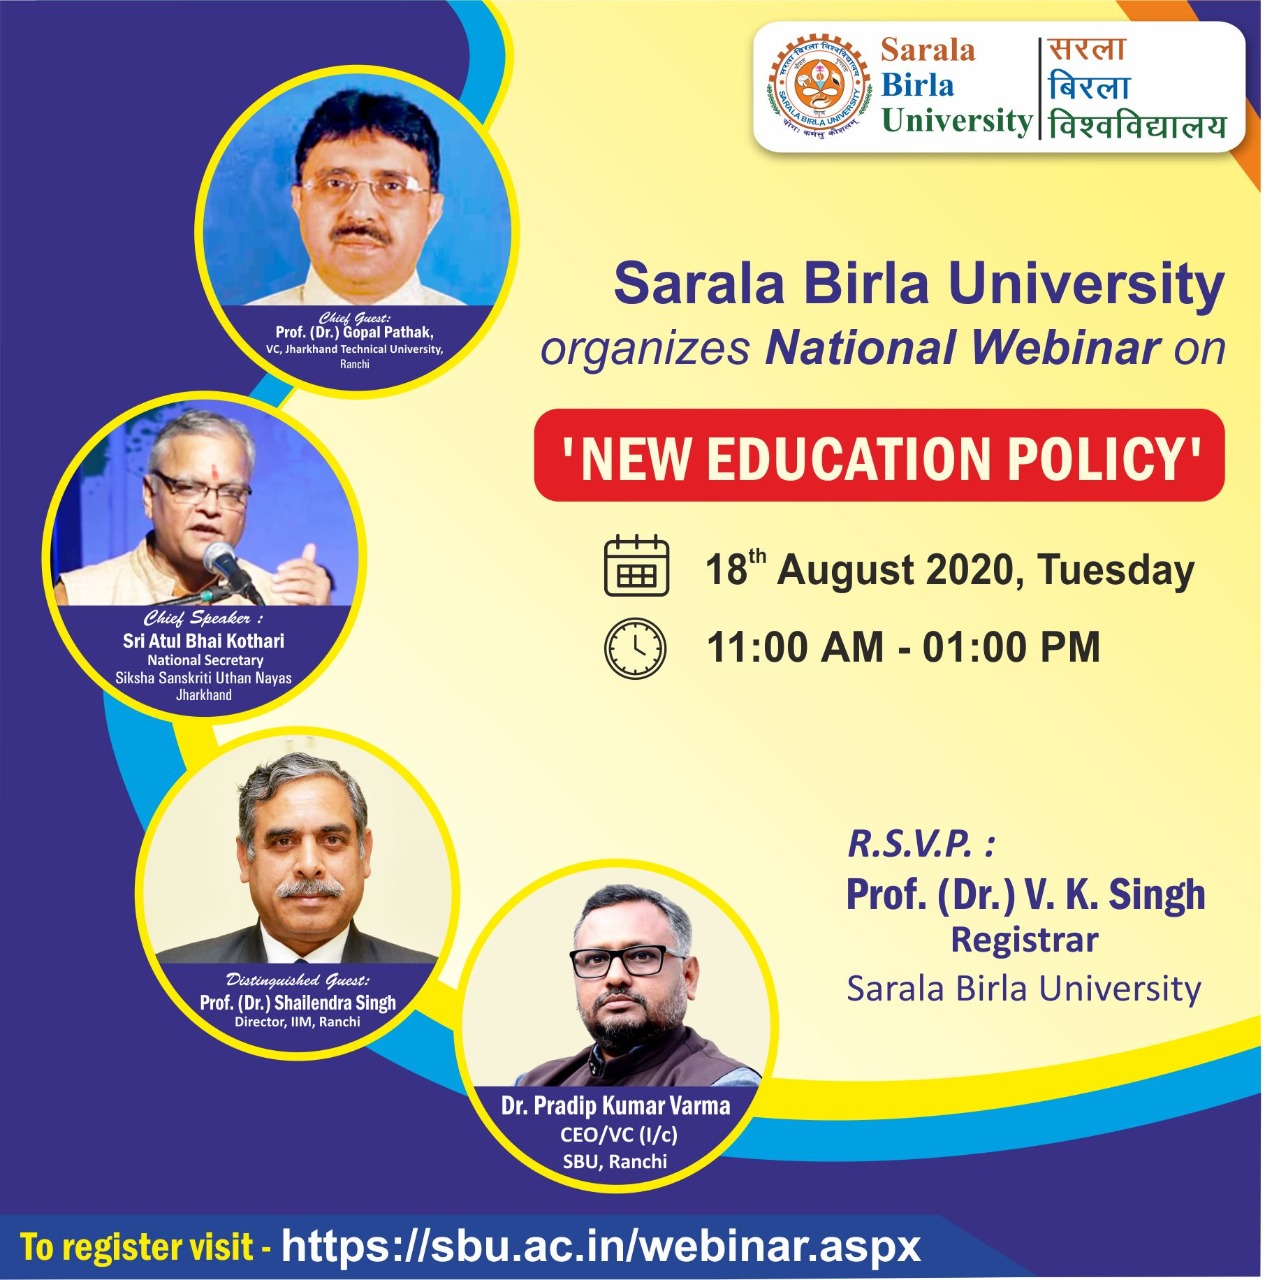 Sarala
Birla
University
सरला
बिरला
विश्वविद्यालय
SARALA BIRLA UNIVERSITY
Sarala Birla University
organizes National Webinar on
'NEW EDUCATION POLICY'
18th August 2020, Tuesday
11:00 AM - 01:00 PM
Chief Guest:
Prof. (Dr.) Gopal Pathak,
VC, Jharkhand Technical University,
Ranchi
Chief Speaker :
Sri Atul Bhai Kothari
National Secretary
Siksha Sanskriti Uthan Nayas
Jharkhand
Distinguished Guest:
Prof. (Dr.) Shailendra Singh
Director, IIM, Ranchi
Dr. Pradip Kumar Varma
CEO/VC (I/c)
SBU, Ranchi
R.S.V.P. :
Prof. (Dr.) V. K. Singh
Registrar
Sarala Birla University
To register visit - https://sbu.ac.in/webinar.aspx